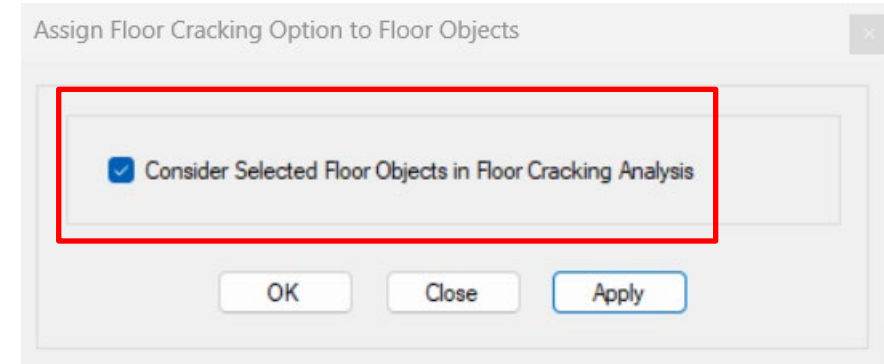 Assign Floor Cracking Option to Floor Objects
Consider Selected Floor Objects in Floor Cracking Analysis
OK Close Apply